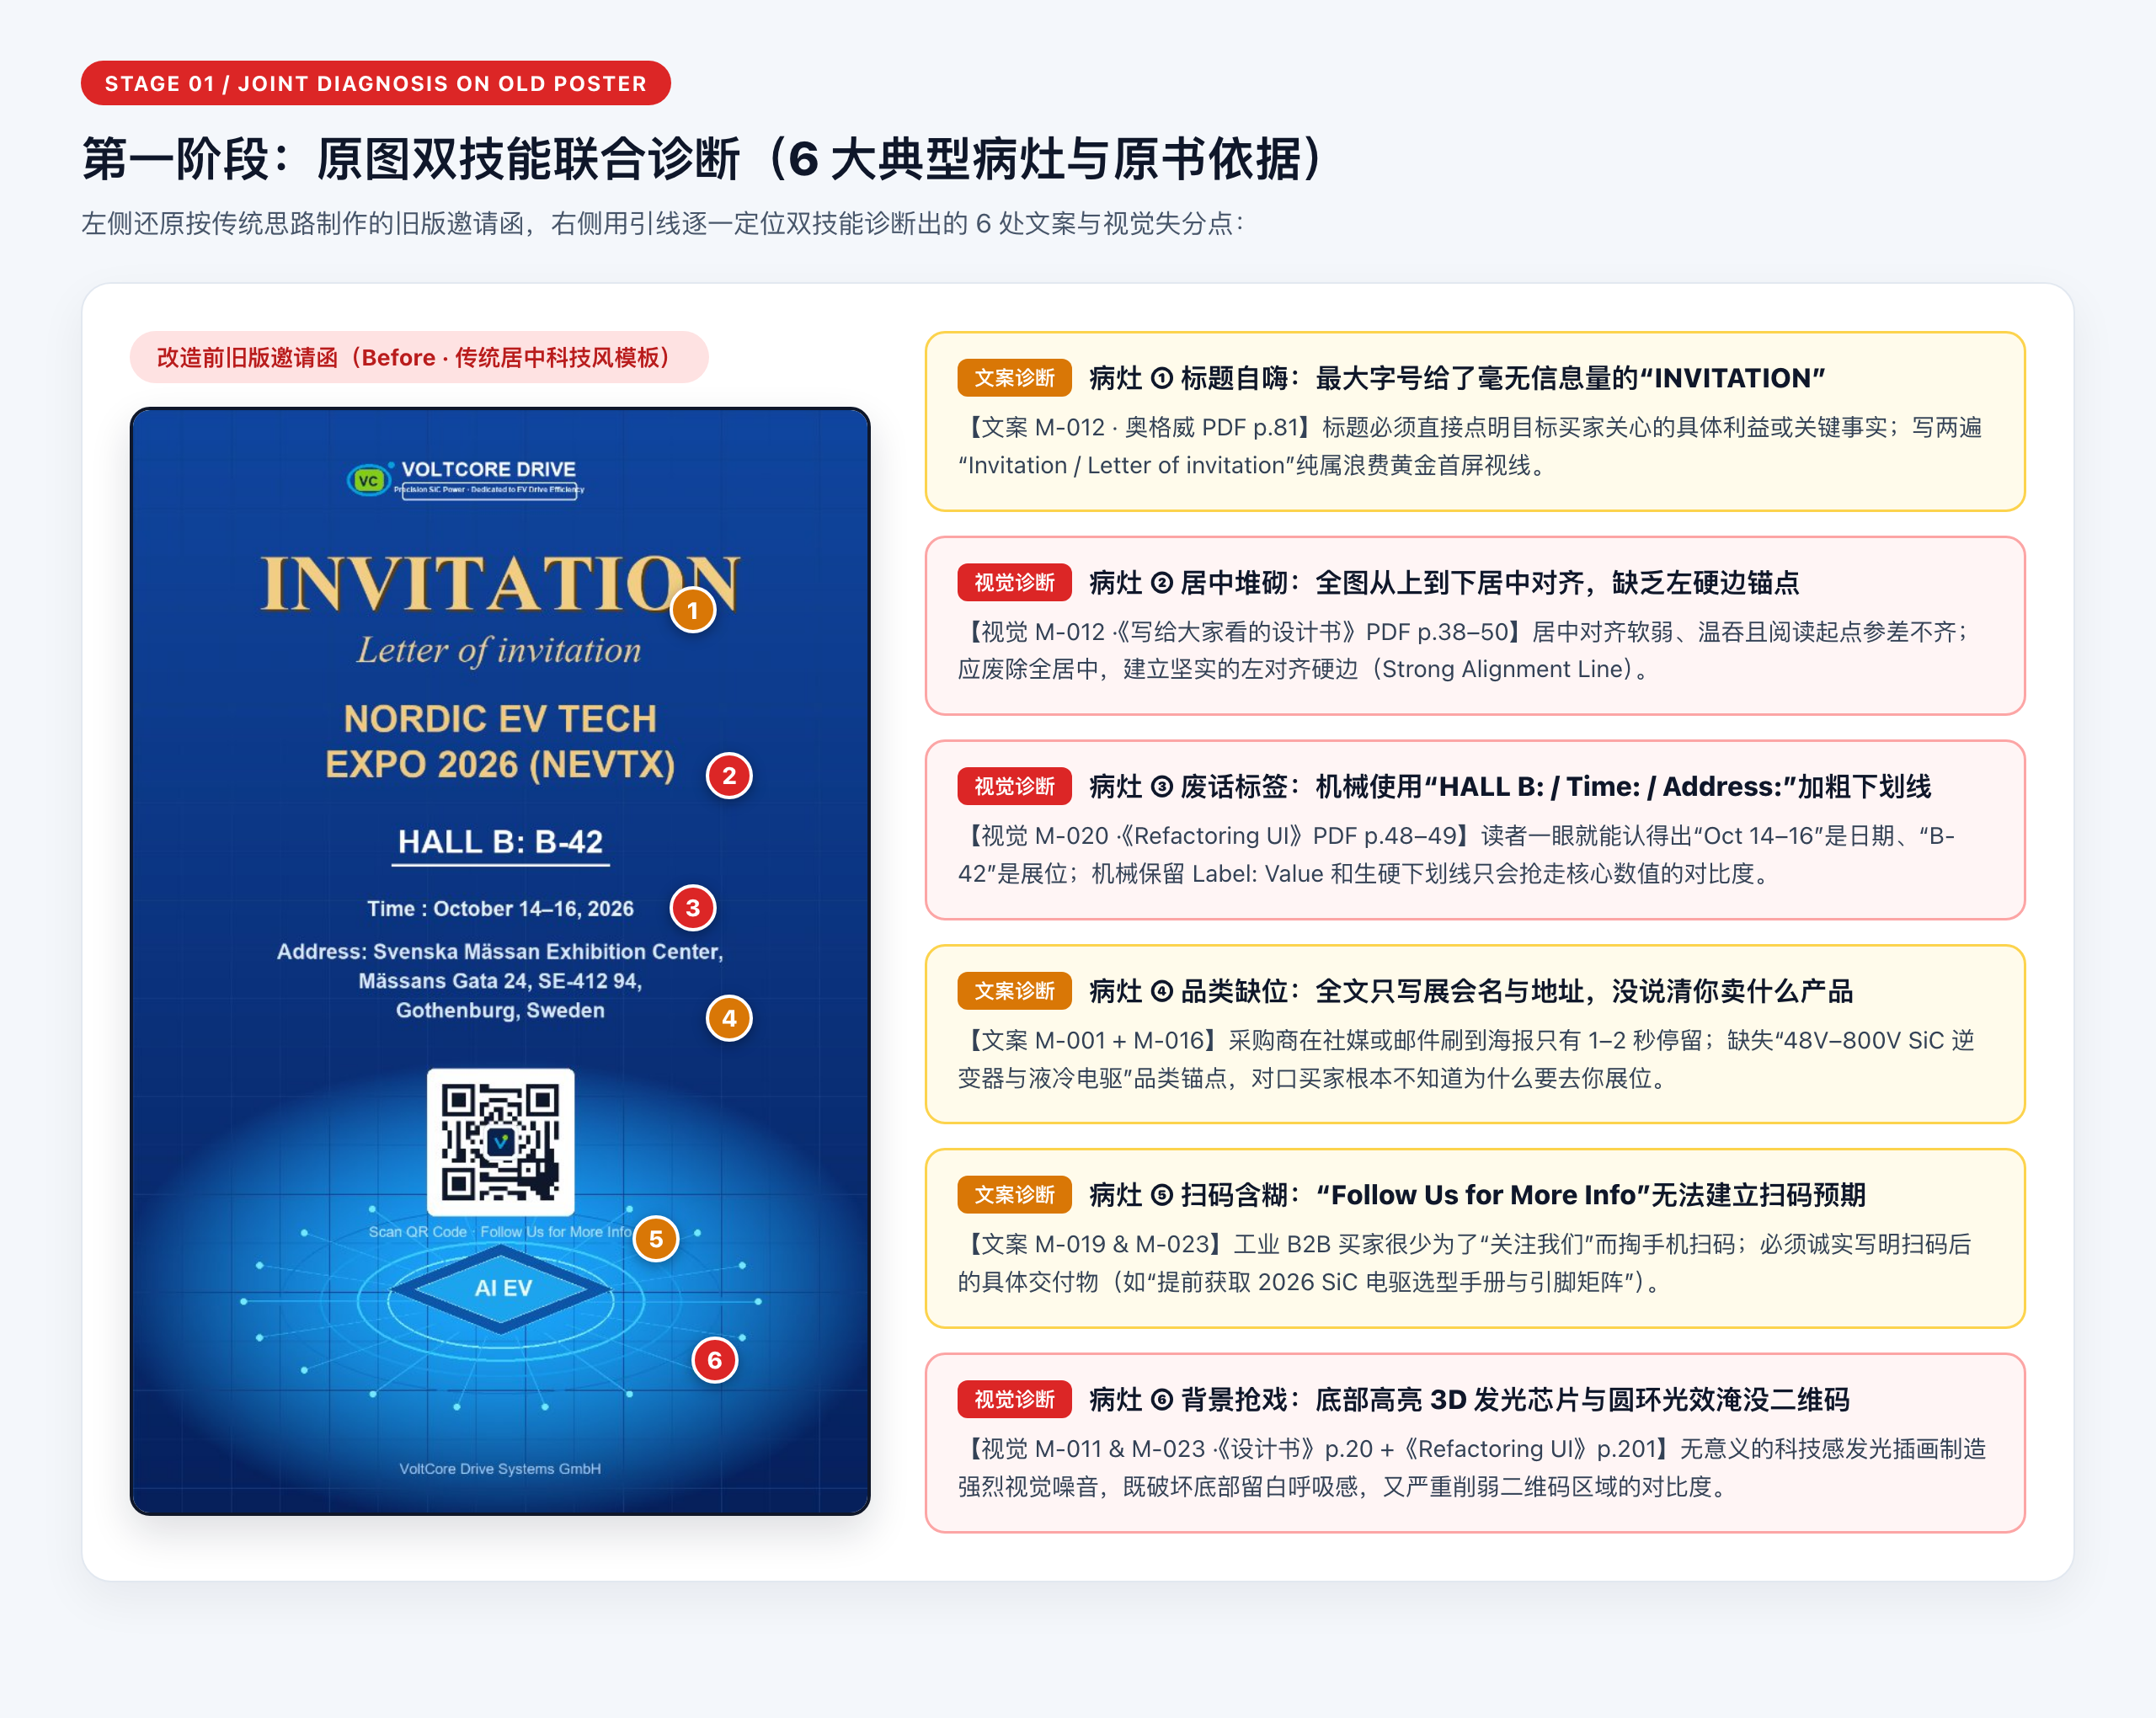 STAGE 01 / JOINT DIAGNOSIS ON OLD POSTER
第一阶段：原图双技能联合诊断（6 大典型病灶与原书依据）
左侧还原按传统思路制作的旧版邀请函，右侧用引线逐一定位双技能诊断出的 6 处文案与视觉失分点：
改造前旧版邀请函（Before · 传统居中科技风模板）
VC
VOLTCORE DRIVE
Precision SiC Power · Dedicated to EV Drive Efficiency
INVITATION
1
Letter of invitation
NORDIC EV TECH
EXPO 2026 (NEVTX)
2
HALL B: B-42
Time : October 14–16, 2026
3
Address: Svenska Mässan Exhibition Center,
Mässans Gata 24, SE-412 94,
Gothenburg, Sweden
4
V
Scan QR Code · Follow Us for More Info
5
AI EV
6
VoltCore Drive Systems GmbH
文案诊断 病灶 ① 标题自嗨：最大字号给了毫无信息量的“INVITATION”
【文案 M-012 · 奥格威 PDF p.81】标题必须直接点明目标买家关心的具体利益或关键事实；写两遍
“Invitation / Letter of invitation”纯属浪费黄金首屏视线。
视觉诊断 病灶 ② 居中堆砌：全图从上到下居中对齐，缺乏左硬边锚点
【视觉 M-012 ·《写给大家看的设计书》PDF p.38–50】居中对齐软弱、温吞且阅读起点参差不齐；
应废除全居中，建立坚实的左对齐硬边（Strong Alignment Line）。
视觉诊断 病灶 ③ 废话标签：机械使用“HALL B: / Time: / Address:”加粗下划线
【视觉 M-020 ·《Refactoring UI》PDF p.48–49】读者一眼就能认得出“Oct 14–16”是日期、“B-
42”是展位；机械保留 Label: Value 和生硬下划线只会抢走核心数值的对比度。
文案诊断 病灶 ④ 品类缺位：全文只写展会名与地址，没说清你卖什么产品
【文案 M-001 + M-016】采购商在社媒或邮件刷到海报只有 1–2 秒停留；缺失“48V–800V SiC 逆
变器与液冷电驱”品类锚点，对口买家根本不知道为什么要去你展位。
文案诊断 病灶 ⑤ 扫码含糊：“Follow Us for More Info”无法建立扫码预期
【文案 M-019 & M-023】工业 B2B 买家很少为了“关注我们”而掏手机扫码；必须诚实写明扫码后
的具体交付物（如“提前获取 2026 SiC 电驱选型手册与引脚矩阵”）。
视觉诊断 病灶 ⑥ 背景抢戏：底部高亮 3D 发光芯片与圆环光效淹没二维码
【视觉 M-011 & M-023 ·《设计书》p.20 +《Refactoring UI》p.201】无意义的科技感发光插画制造
强烈视觉噪音，既破坏底部留白呼吸感，又严重削弱二维码区域的对比度。